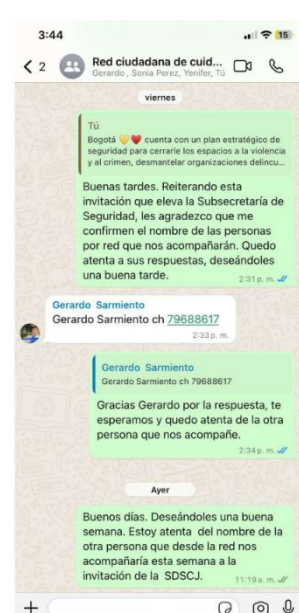 3:44
15
2
Red ciudadana de cuid...
Gerardo , Sonia Perez, Yenifer, Tú
viernes
Tú
Bogotá 💛❤️ cuenta con un plan estratégico de
seguridad para cerrarle los espacios a la violencia
y al crimen, desmantelar organizaciones delincu...
Buenas tardes. Reiterando esta
invitación que eleva la Subsecretaría de
Seguridad, les agradezco que me
confirmen el nombre de las personas
por red que nos acompañarán. Quedo
atenta a sus respuestas, deseándoles
una buena tarde.
2:31 p. m.
Gerardo Sarmiento
Gerardo Sarmiento ch 79688617
2:33 p. m.
Gerardo Sarmiento
Gerardo Sarmiento ch 79688617
Gracias Gerardo por la respuesta, te
esperamos y quedo atenta de la otra
persona que nos acompañe.
2:34 p. m.
Ayer
Buenos días. Deseándoles una buena
semana. Estoy atenta del nombre de la
otra persona que desde la red nos
acompañaría esta semana a la
invitación de la SDSCJ.
11:19 a. m.